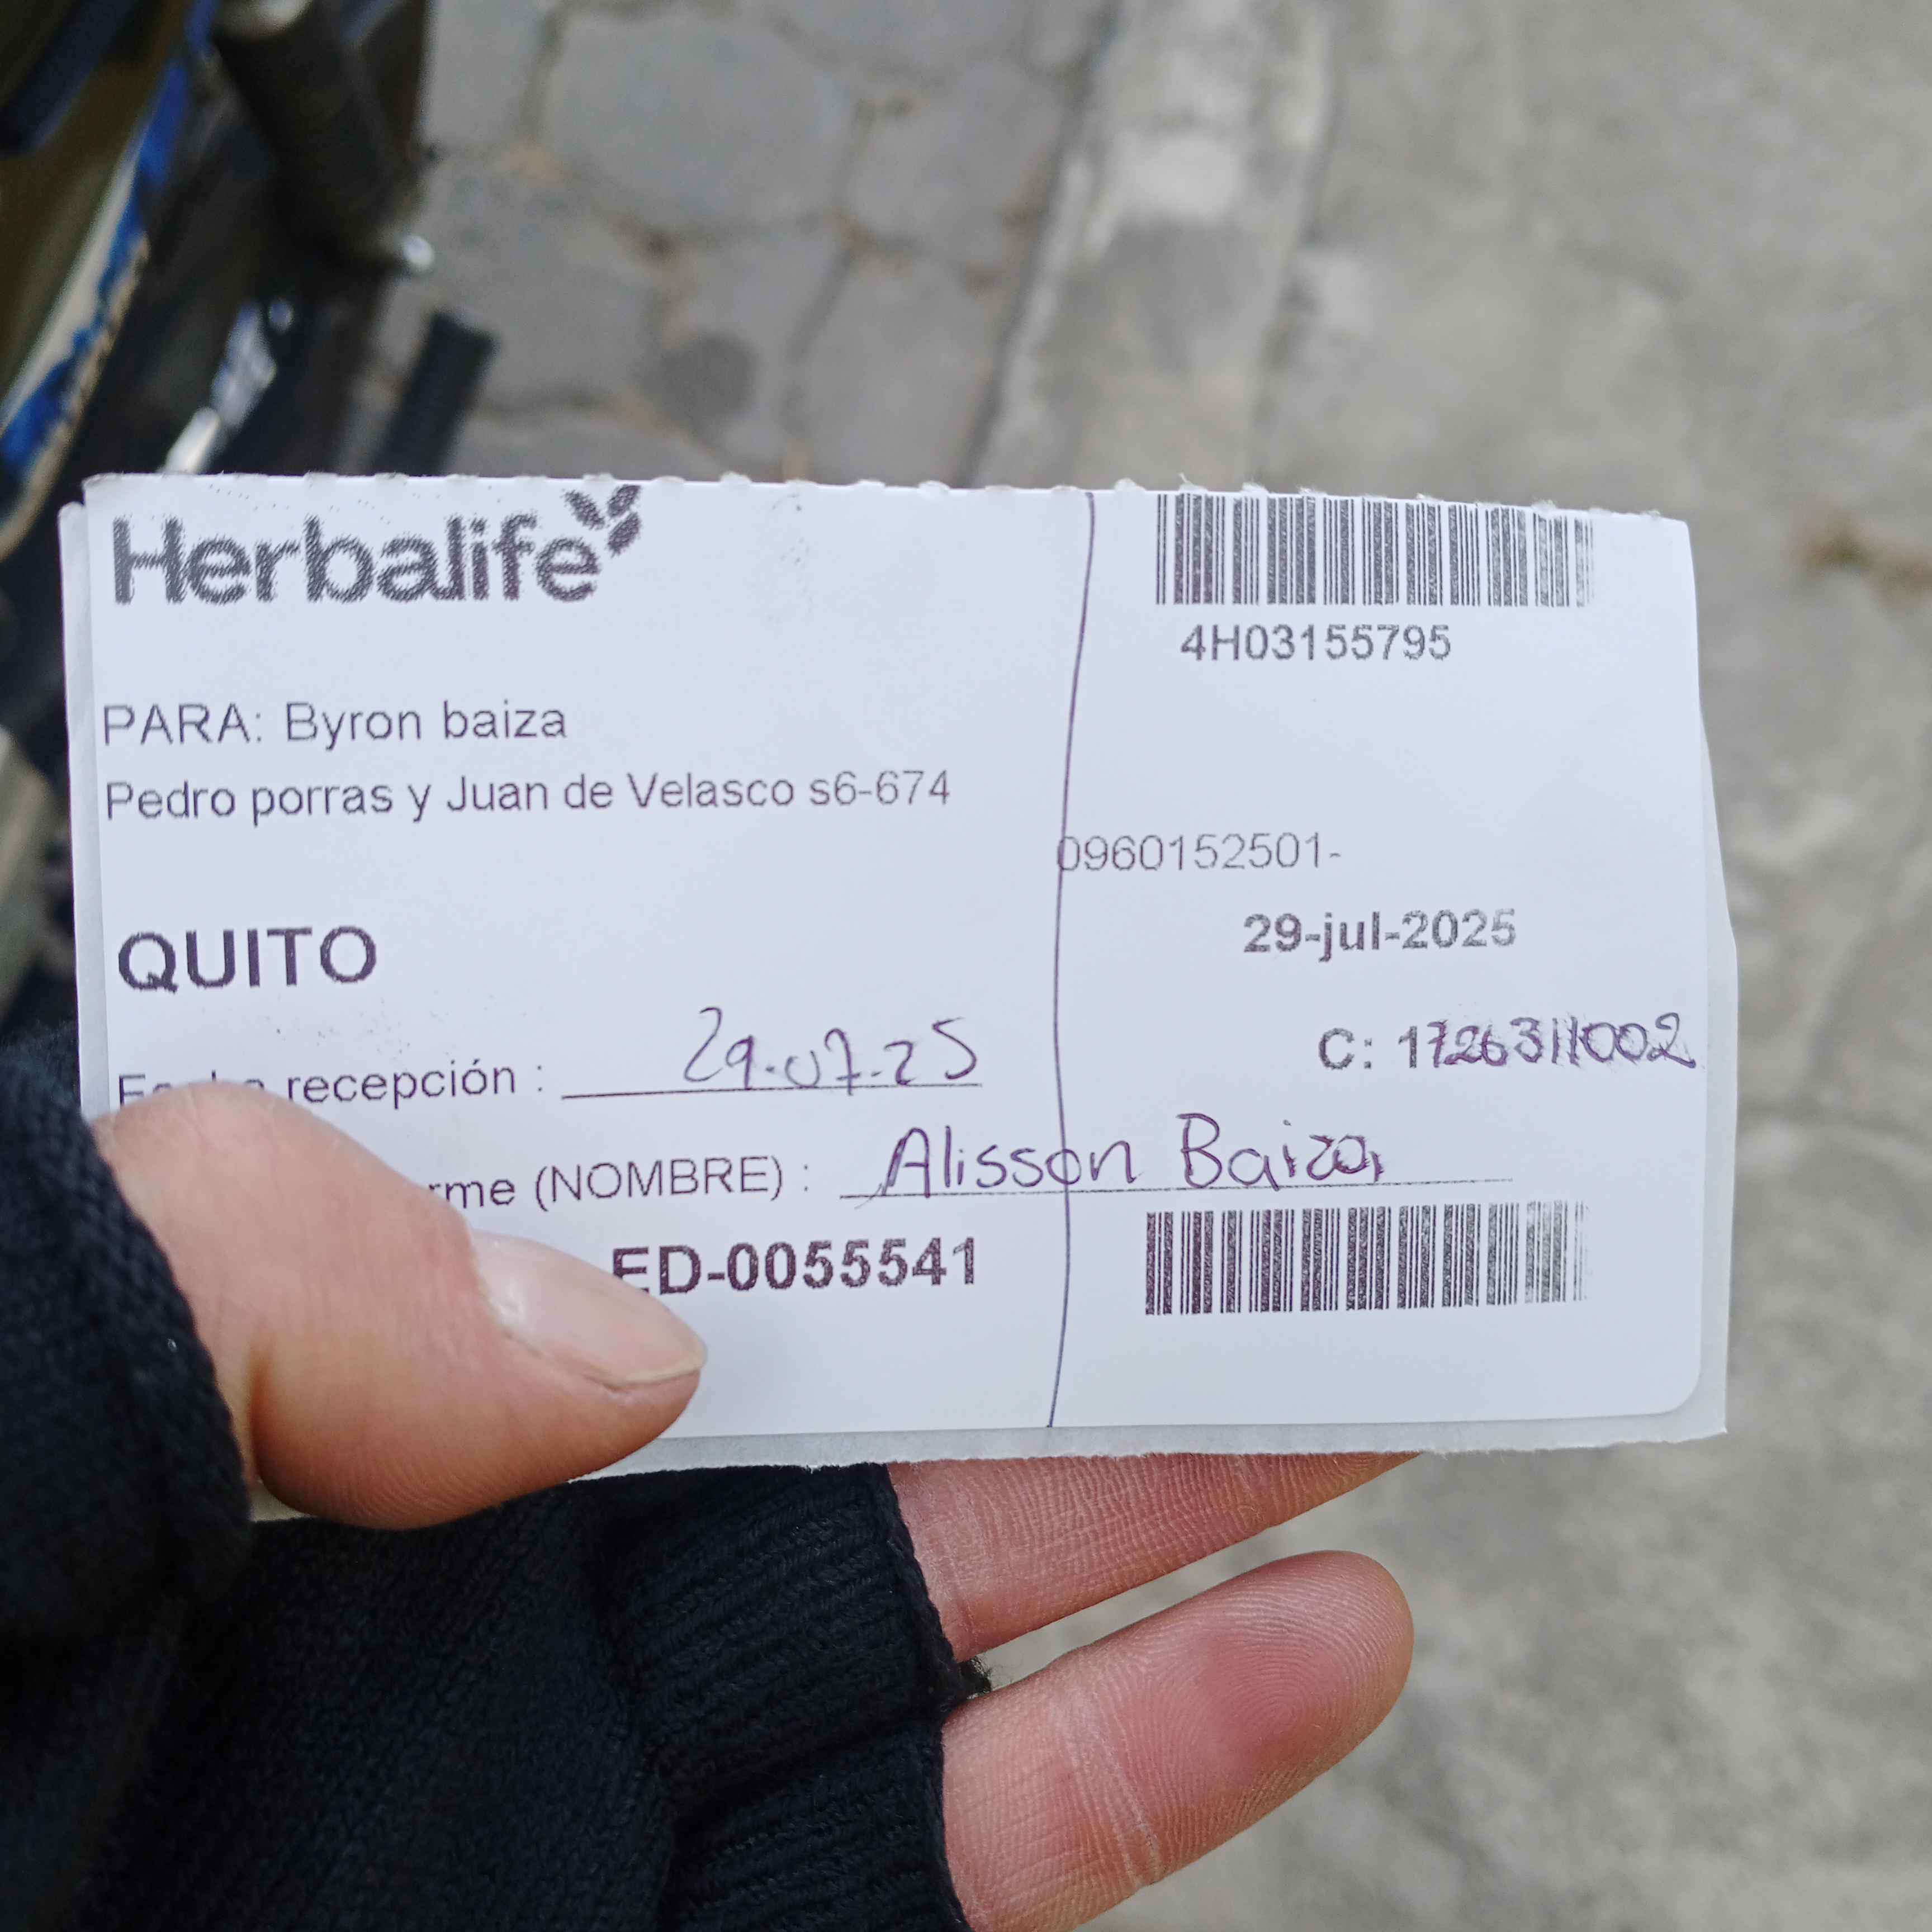 Herbalife
4H03155795
PARA: Byron baiza
Pedro porras y Juan de Velasco s6-674
0960152501-
29-jul-2025
QUITO
recepción : 29.07.25
C: 1726311002
(NOMBRE) : Alisson Baiza
ED-0055541